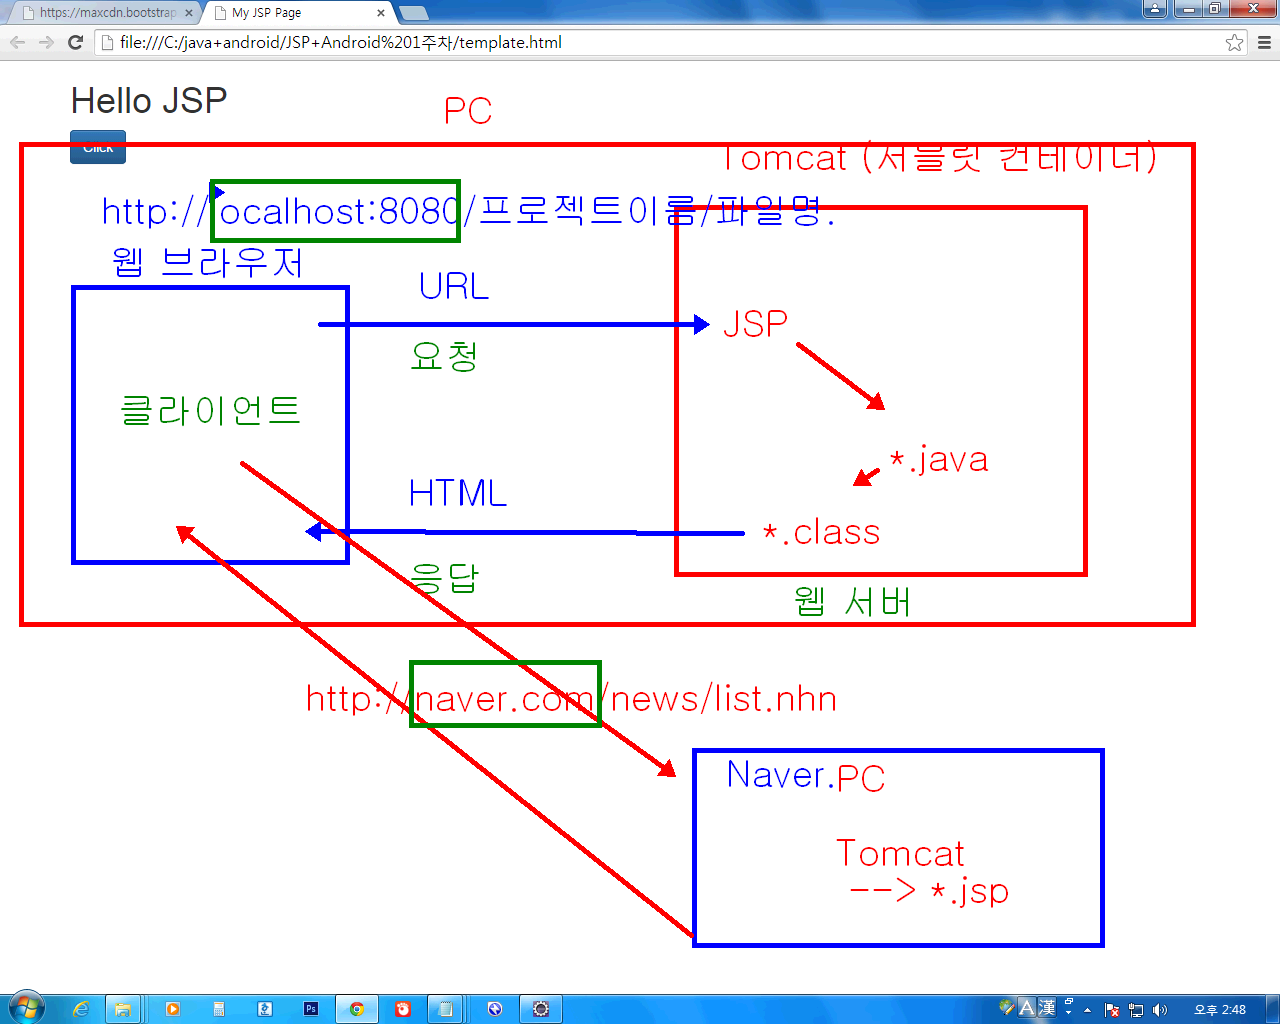 https://maxcdn.bootstrap
My JSP Page
file:///C:/java+android/JSP+Android%201주차/template.html
Hello JSP
PC
Click
Tomcat (서블릿 컨테이너)
http://localhost:8080/프로젝트이름/파일명.
웹 브라우저
URL
JSP
요청
클라이언트
*.java
HTML
*.class
응답
웹 서버
http://naver.com/news/list.nhn
Naver.PC
Tomcat
--> *.jsp
Ps
A 漢
오후 2:48